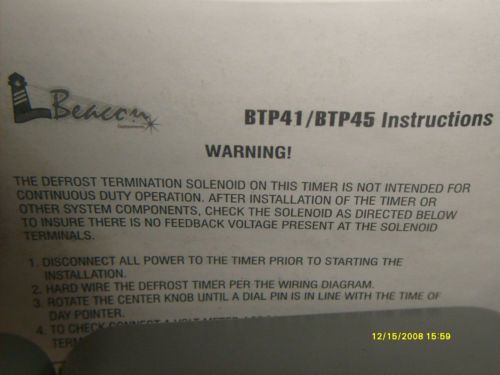 Beacon
BTP41/BTP45 Instructions
WARNING!
THE DEFROST TERMINATION SOLENOID ON THIS TIMER IS NOT INTENDED FOR
CONTINUOUS DUTY OPERATION. AFTER INSTALLATION OF THE TIMER OR
OTHER SYSTEM COMPONENTS, CHECK THE SOLENOID AS DIRECTED BELOW
TO INSURE THERE IS NO FEEDBACK VOLTAGE PRESENT AT THE SOLENOID
TERMINALS.
1. DISCONNECT ALL POWER TO THE TIMER PRIOR TO STARTING THE
INSTALLATION.
2. HARD WIRE THE DEFROST TIMER PER THE WIRING DIAGRAM.
3. ROTATE THE CENTER KNOB UNTIL A DIAL PIN IS IN LINE WITH THE TIME OF
DAY POINTER.
4. TO CHECK CONNECT A VOLT METER
TERM
12/15/2008 15:59